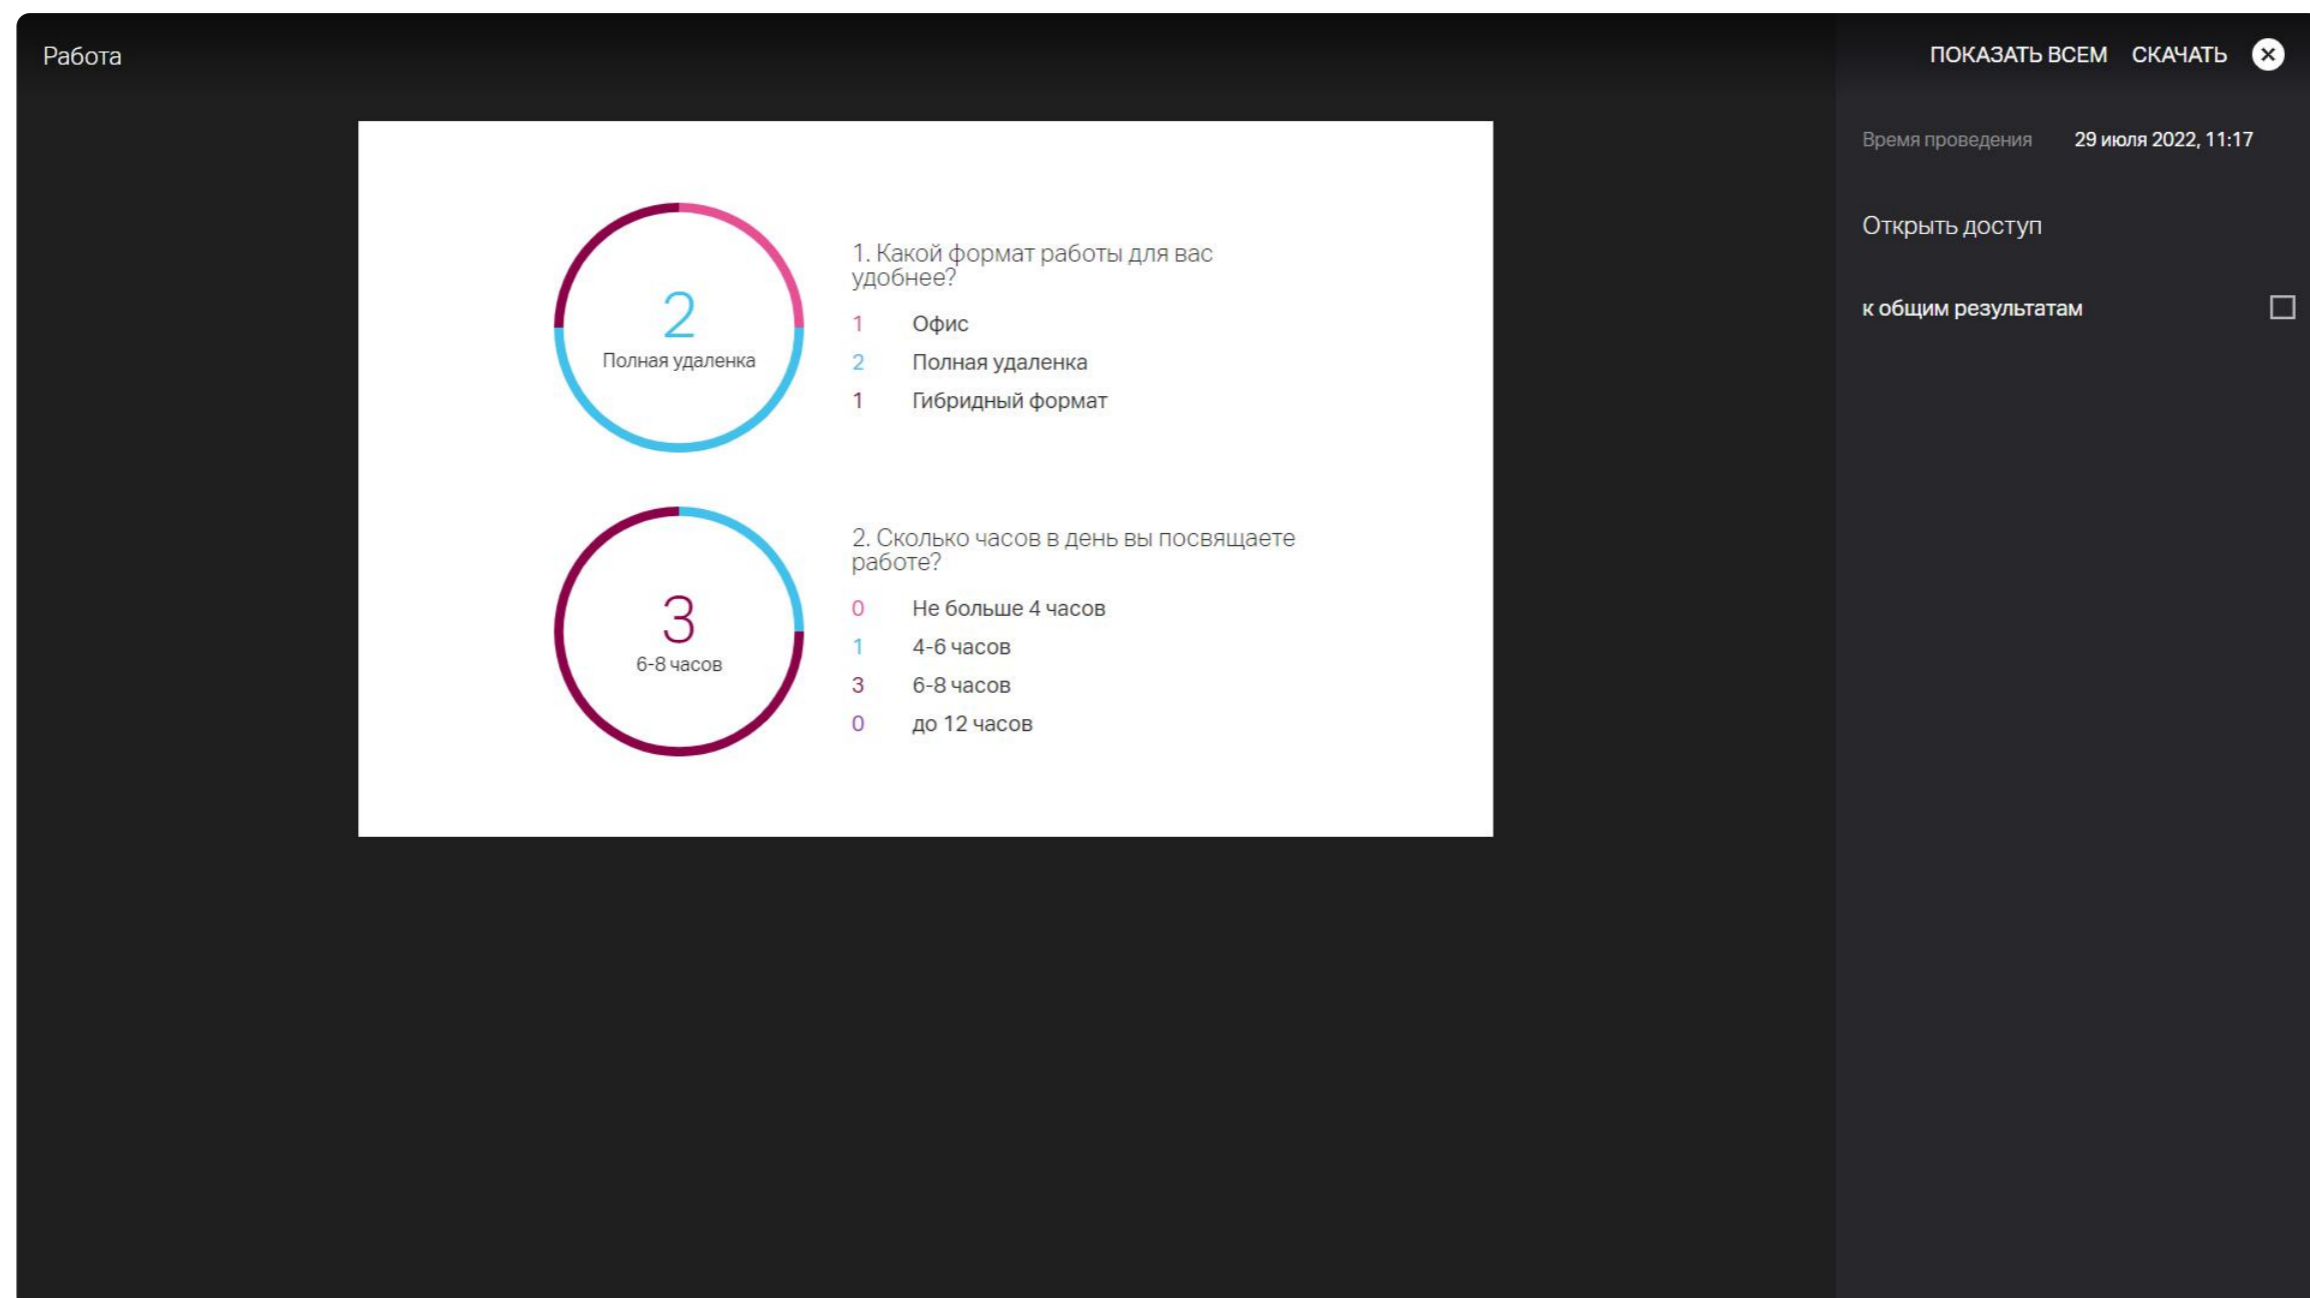 Работа
ПОКАЗАТЬ ВСЕМ СКАЧАТЬ
Время проведения 29 июля 2022, 11:17
Открыть доступ
к общим результатам
2
Полная удаленка
1. Какой формат работы для вас
удобнее?
1 Офис
2 Полная удаленка
1 Гибридный формат
3
6-8 часов
2. Сколько часов в день вы посвящаете
работе?
0 Не больше 4 часов
1 4-6 часов
3 6-8 часов
0 до 12 часов